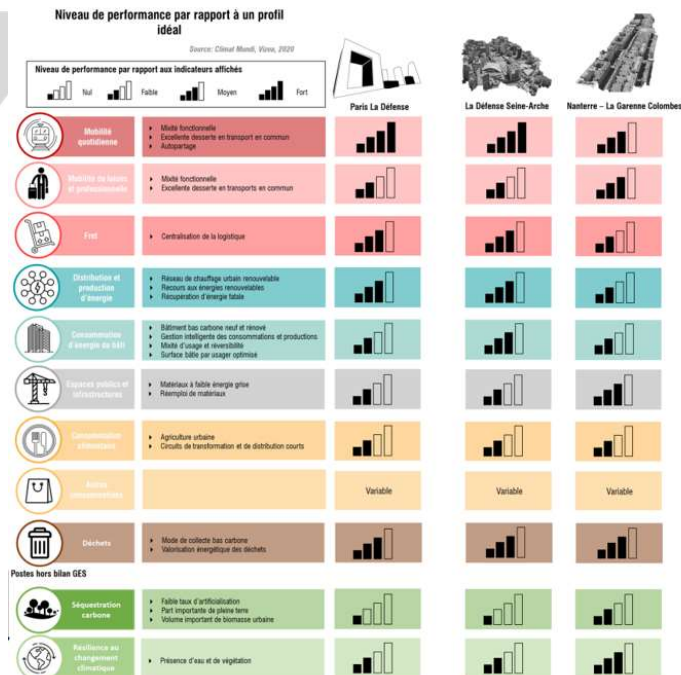 Niveau de performance par rapport à un profil
idéal
Source: Climat Mundi, Vizea, 2020
Niveau de performance par rapport aux indicateurs affichés
Nul
Faible
Moyen
Fort
Paris La Défense
La Défense Seine-Arche
Nanterre – La Garenne Colombes
Mobilité
quotidienne
▸ Mixité fonctionnelle
▸ Excellente desserte en transport en commun
▸ Autopartage
Mobilité de loisirs
et professionnelle
▸ Mixité fonctionnelle
▸ Excellente desserte en transports en commun
Fret
▸ Centralisation de la logistique
Distribution et
production
d'énergie
▸ Réseau de chauffage urbain renouvelable
▸ Recours aux énergies renouvelables
▸ Récupération d'énergie fatale
Consommation
d'énergie du bâti
▸ Bâtiment bas carbone neuf et rénové
▸ Gestion intelligente des consommations et productions
▸ Mixité d'usage et réversibilité
▸ Surface bâtie par usager optimisé
Espaces publics et
infrastructures
▸ Matériaux à faible énergie grise
▸ Réemploi de matériaux
Consommation
alimentaire
▸ Agriculture urbaine
▸ Circuits de transformation et de distribution courts
Autres
consommations
Variable
Variable
Variable
Déchets
▸ Mode de collecte bas carbone
▸ Valorisation énergétique des déchets
Postes hors bilan GES
Séquestration
carbone
▸ Faible taux d'artificialisation
▸ Part importante de pleine terre
▸ Volume important de biomasse urbaine
Résilience au
changement
climatique
▸ Présence d'eau et de végétation